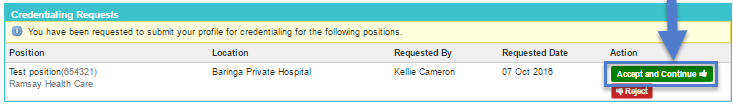 Credentialing Requests
You have been requested to submit your profile for credentialing for the following positions.
Position Location Requested By Requested Date Action
Test position(654321) Baringa Private Hospital Kellie Cameron 07 Oct 2016 Accept and Continue
Ramsay Health Care Reject